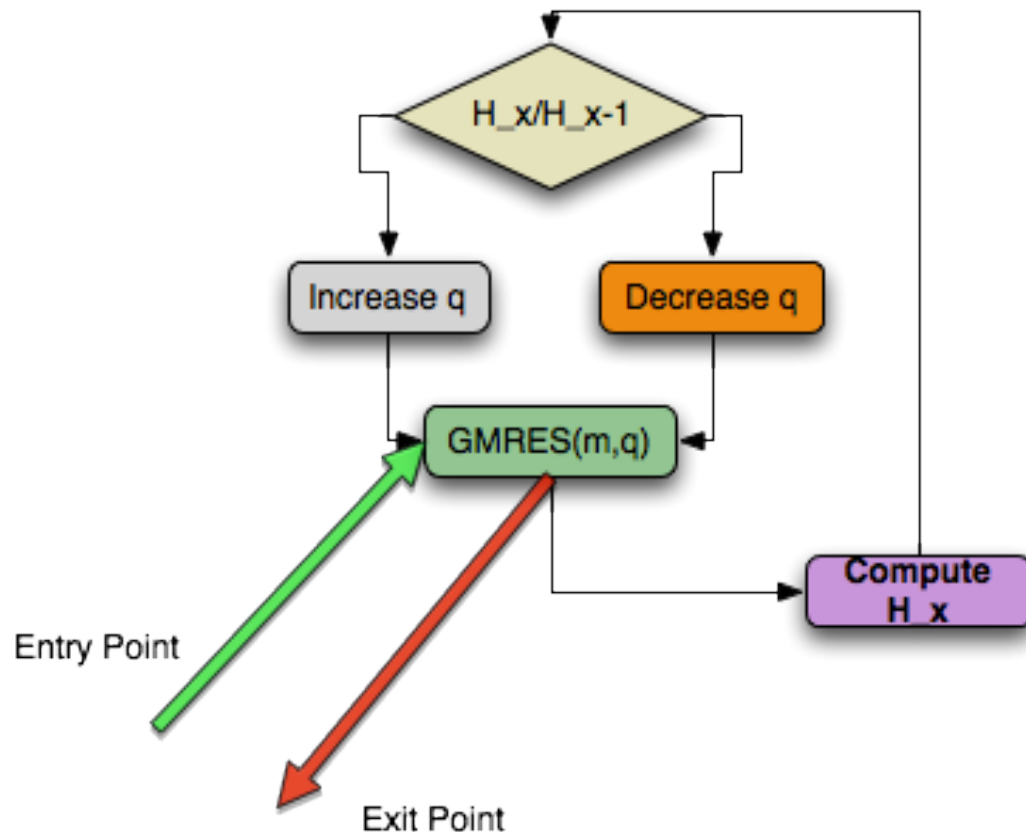 H_x/H_x-1
Increase q
Decrease q
GMRES(m,q)
Compute
H_x
Entry Point
Exit Point